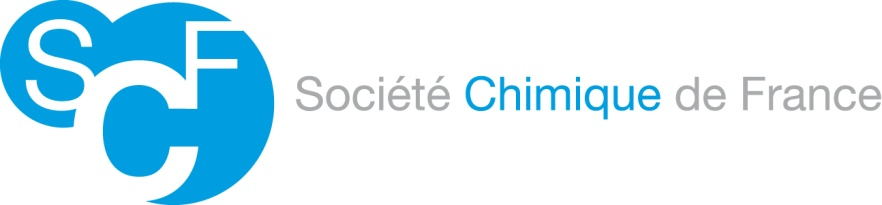 SCF
Société Chimique de France